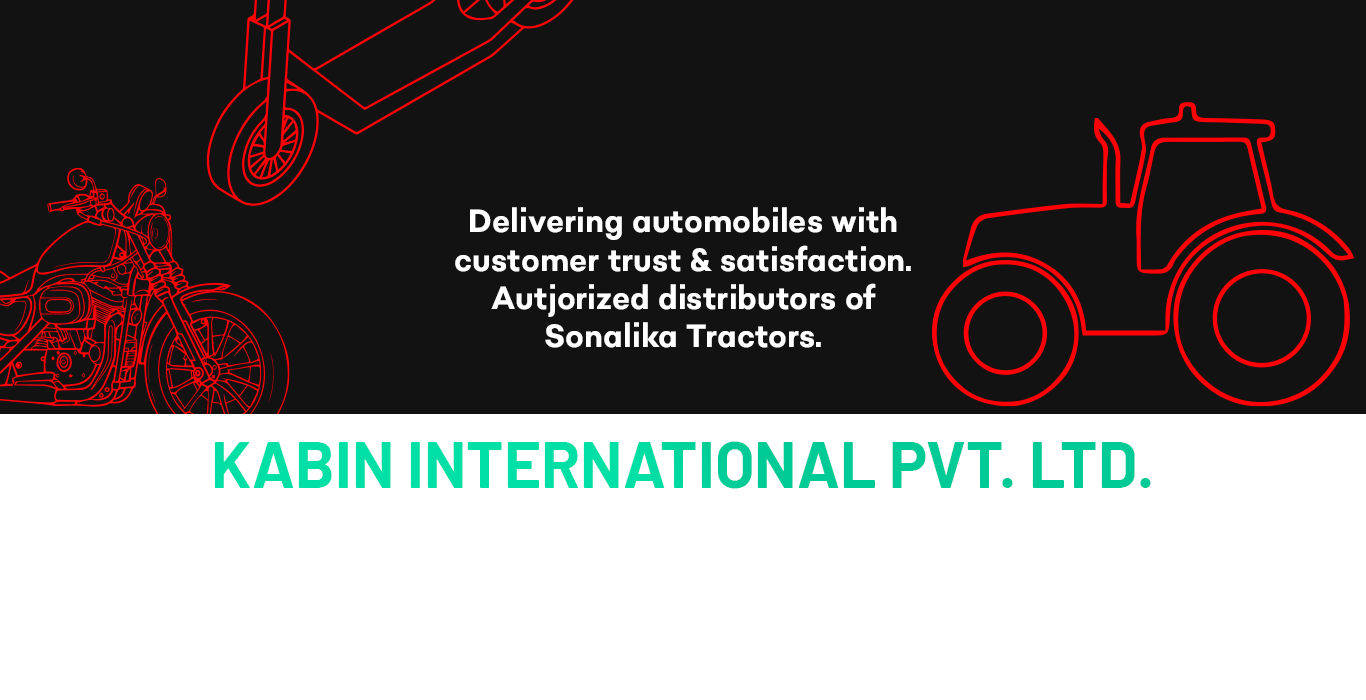 Delivering automobiles with
customer trust & satisfaction.
Autjorized distributors of
Sonalika Tractors.
KABIN INTERNATIONAL PVT. LTD.